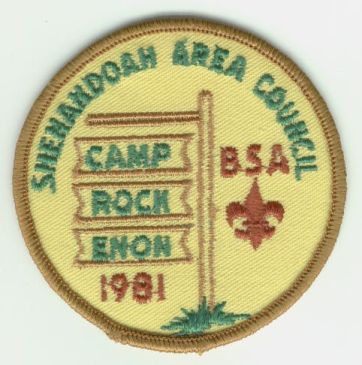 SHENANDOAH AREA COUNCIL
CAMP
ROCK
ENON
1981
BSA